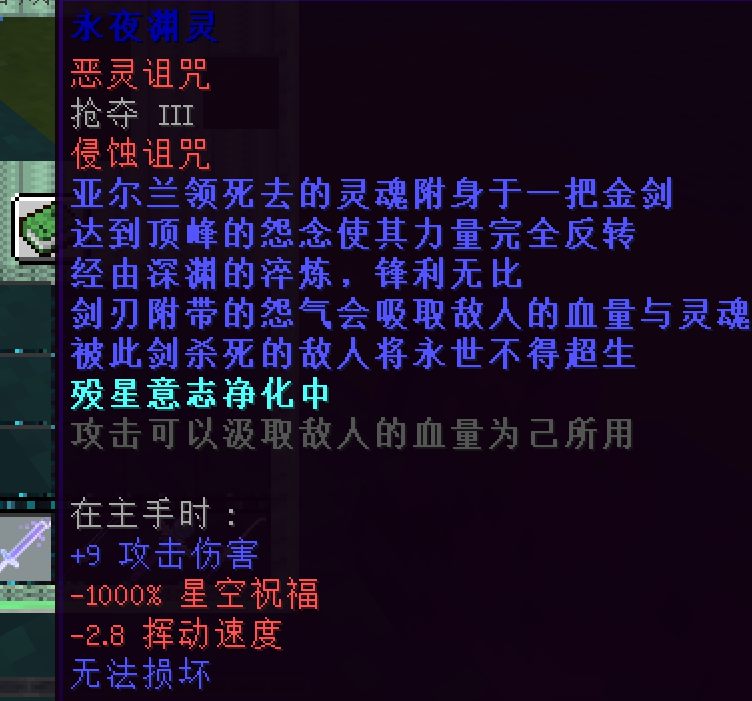 永夜渊灵
恶灵诅咒
抢夺 III
侵蚀诅咒
亚尔兰领死去的灵魂附身于一把金剑
达到顶峰的怨念使其力量完全反转
经由深渊的淬炼，锋利无比
剑刃附带的怨气会吸取敌人的血量与灵魂
被此剑杀死的敌人将永世不得超生
殁星意志净化中
攻击可以汲取敌人的血量为己所用
在主手时：
+9 攻击伤害
-1000% 星空祝福
-2.8 挥动速度
无法损坏